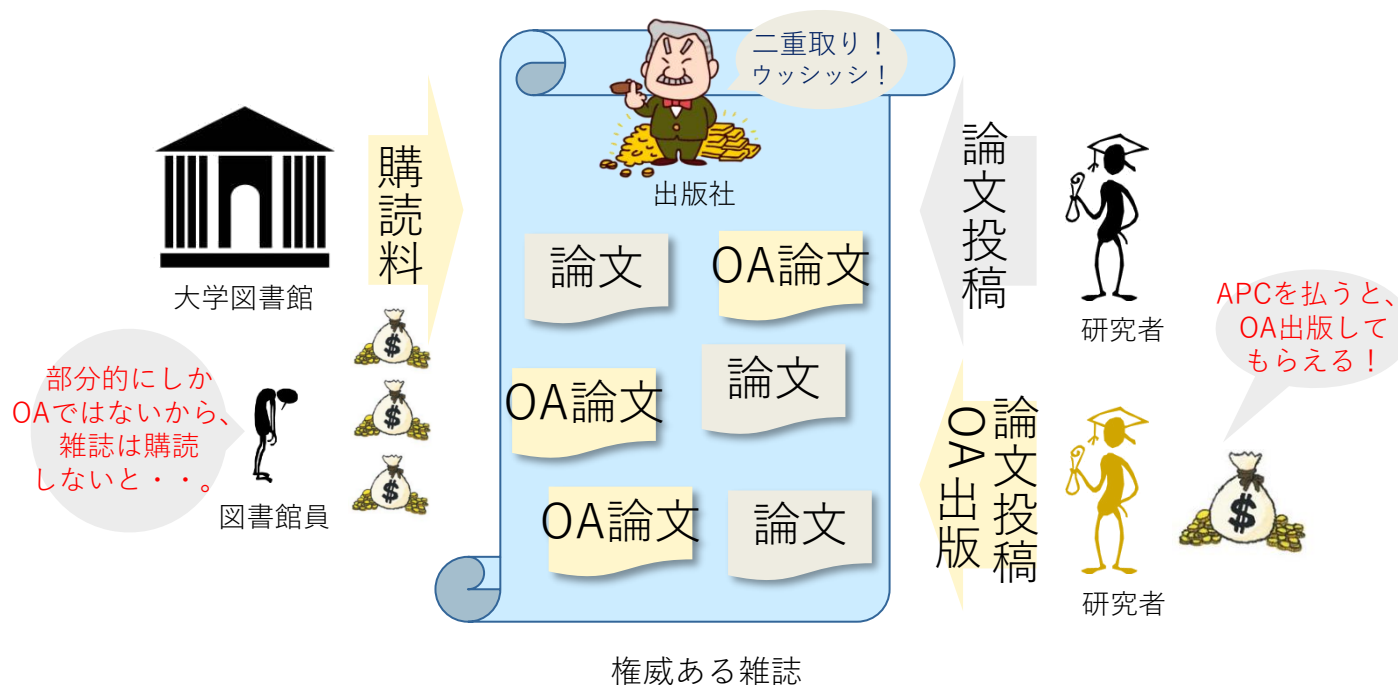 二重取り！
ウッシッシ！
出版社
購読料
大学図書館
部分的にしか
OAではないから、
雑誌は購読
しないと・・。
図書館員
$
$
$
論文
OA論文
OA論文
論文
OA論文
論文
論文投稿
研究者
APCを払うと、
OA出版して
もらえる！
論文投稿
OA出版
研究者
$
権威ある雑誌